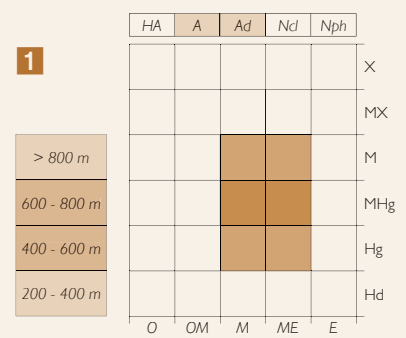 HA A Ad Ncl Nph
1
X
MX
> 800 m M
600 - 800 m MHg
400 - 600 m Hg
200 - 400 m Hd
O OM M ME E